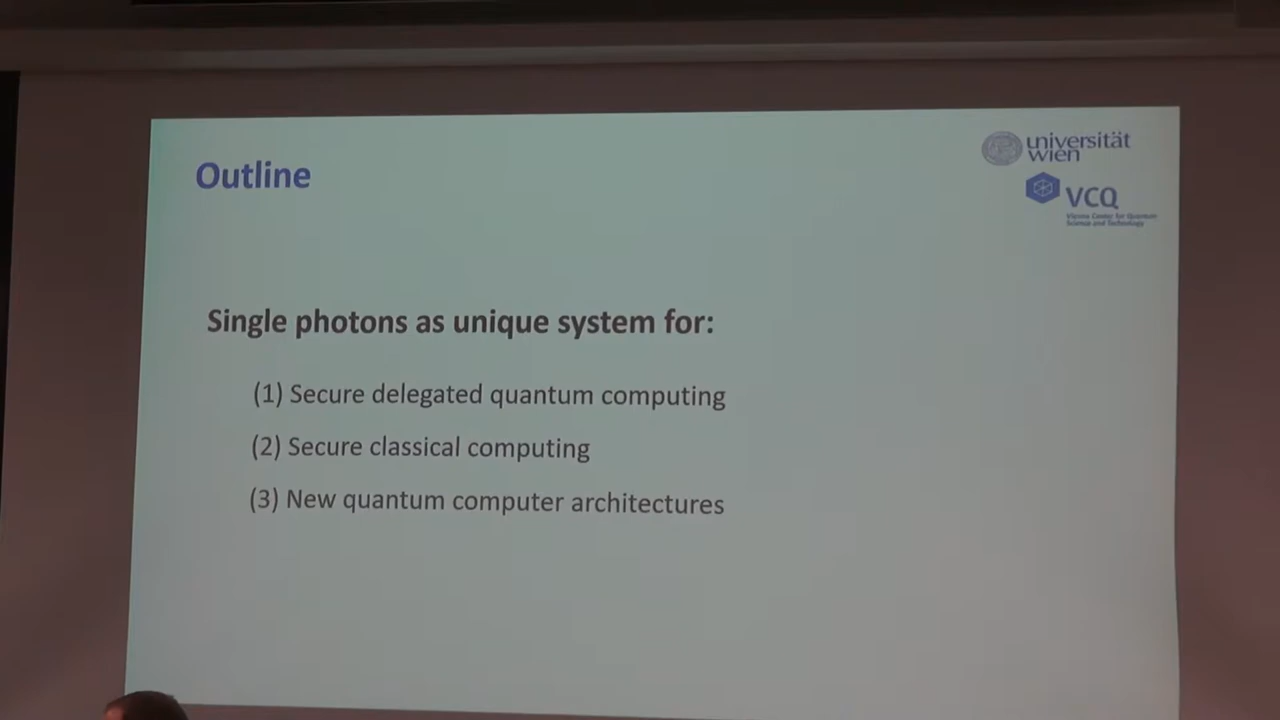 Outline
universität
wien
VCQ
Vienna Center for Quantum
Science and Technology
Single photons as unique system for:
(1) Secure delegated quantum computing
(2) Secure classical computing
(3) New quantum computer architectures